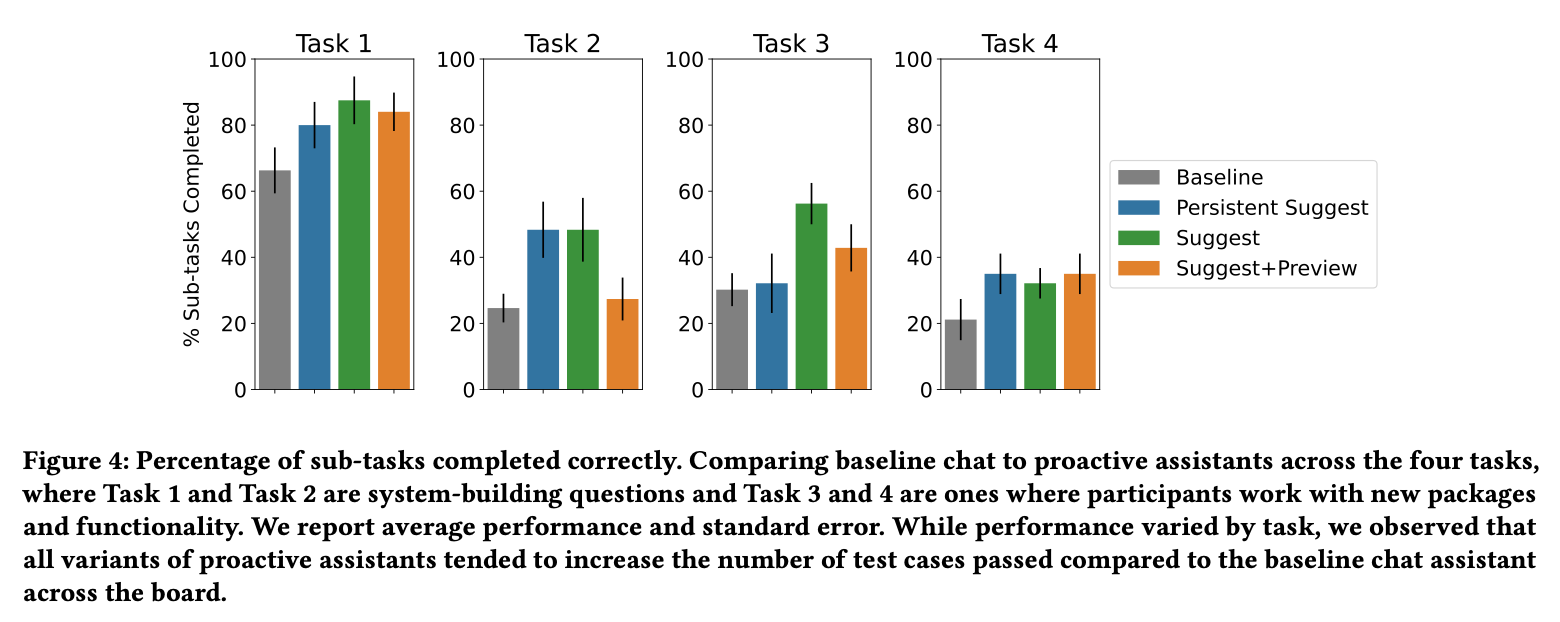 Task 1
Task 2
Task 3
Task 4
% Sub-tasks Completed
100
80
60
40
20
0
100
80
60
40
20
0
100
80
60
40
20
0
100
80
60
40
20
0
Baseline
Persistent Suggest
Suggest
Suggest+Preview
Figure 4: Percentage of sub-tasks completed correctly. Comparing baseline chat to proactive assistants across the four tasks,
where Task 1 and Task 2 are system-building questions and Task 3 and 4 are ones where participants work with new packages
and functionality. We report average performance and standard error. While performance varied by task, we observed that
all variants of proactive assistants tended to increase the number of test cases passed compared to the baseline chat assistant
across the board.